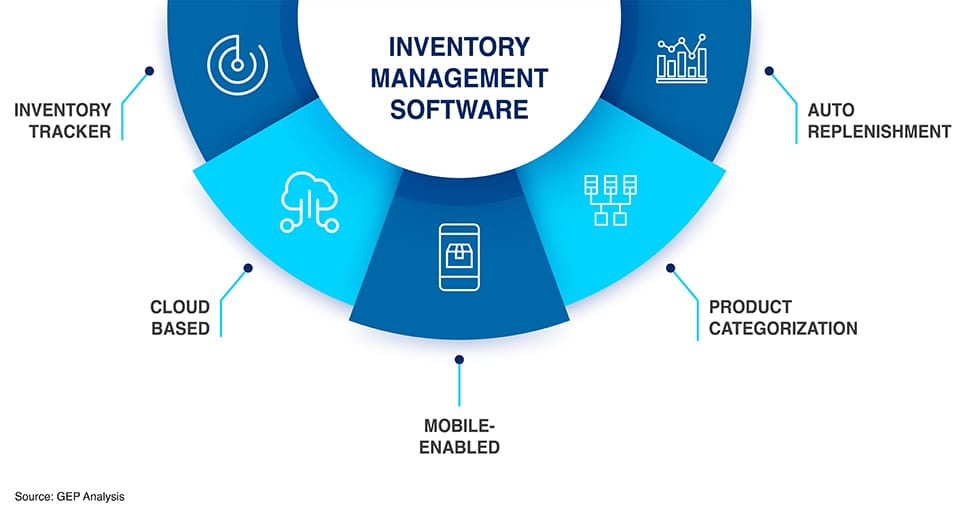 INVENTORY
MANAGEMENT
SOFTWARE
INVENTORY
TRACKER
AUTO
REPLENISHMENT
CLOUD
BASED
PRODUCT
CATEGORIZATION
MOBILE-
ENABLED
Source: GEP Analysis